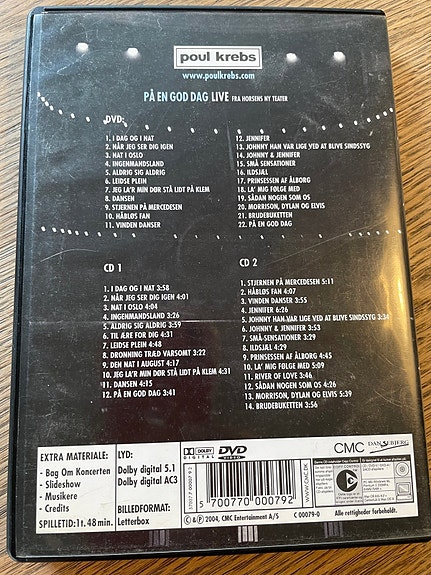 poul krebs
www.poulkrebs.com
PÅ EN GOD DAG LIVE FRA HORSENS NY TEATER
DVD:
1. I DAG OG I NAT
2. NÅR JEG SER DIG IGEN
3. NAT I OSLO
4. INGENMANDSLAND
5. ALDRIG SIG ALDRIG
6. LEIDSE PLEIN
7. JEG LA'R MIN DØR STÅ LIDT PÅ KLEM
8. DANSEN
9. STJERNEN PÅ MERCEDESEN
10. HÅBLØS FAN
11. VINDEN DANSER
12. JENNIFER
13. JOHNNY HAN VAR LIGE VED AT BLIVE SINDSSYG
14. JOHNNY & JENNIFER
15. SMÅ SENSATIONER
16. ILDSJÆL
17. PRINSESSEN AF ÅLBORG
18. LA' MIG FØLGE MED
19. SÅDAN NOGEN SOM OS
20. MORRISON, DYLAN OG ELVIS
21. BRUDEBUKETTEN
22. PÅ EN GOD DAG
CD 1
1. I DAG OG I NAT 3:58
2. NÅR JEG SER DIG IGEN 4:01
3. NAT I OSLO 4:04
4. INGENMANDSLAND 3:26
5. ALDRIG SIG ALDRIG 3:59
6. TIL ÆRE FOR DIG 4:31
7. LEIDSE PLEIN 4:48
8. DRONNING TRÆD VARSOMT 3:22
9. DEN NAT I AUGUST 4:17
10. JEG LA'R MIN DØR STÅ LIDT PÅ KLEM 4:31
11. DANSEN 4:15
12. PÅ EN GOD DAG 3:41
CD 2
1. STJERNEN PÅ MERCEDESEN 5:11
2. HÅBLØS FAN 4:07
3. VINDEN DANSER 3:55
4. JENNIFER 6:26
5. JOHNNY HAN VAR LIGE VED AT BLIVE SINDSSYG 3:34
6. JOHNNY & JENNIFER 3:53
7. SMÅ SENSATIONER 3:29
8. ILDSJÆL 4:29
9. PRINSESSEN AF ÅLBORG 4:45
10. LA' MIG FØLGE MED 5:09
11. RIVER OF LOVE 3:46
12. SÅDAN NOGEN SOM OS 4:26
13. MORRISON, DYLAN OG ELVIS 5:39
14. BRUDEBUKETTEN 3:56
EXTRA MATERIALE:
- Bag Om Koncerten
- Slideshow
- Musikere
- Credits
SPILLETID: 1t. 48 min.
LYD:
Dolby digital 5.1
Dolby digital AC3
BILLEDFORMAT:
Letterbox
DOLBY
DIGITAL
DVD
VIDEO
5 700770 000792
WWW.CMC.DK
© & ℗ 2004, CMC Entertainment A/S
C 00079-0
CMC
COPY CONTROL
Alle rettigheder forbeholdt.